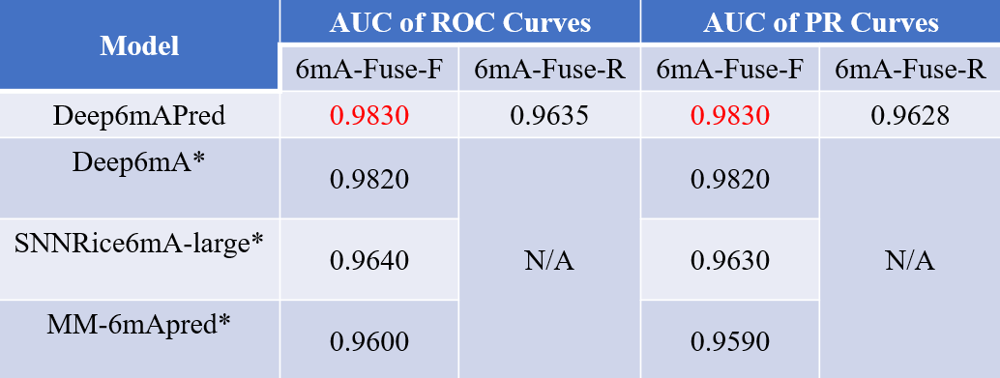 Model AUC of ROC Curves AUC of PR Curves
6mA-Fuse-F 6mA-Fuse-R 6mA-Fuse-F 6mA-Fuse-R
Deep6mAPred 0.9830 0.9635 0.9830 0.9628
Deep6mA* 0.9820 0.9820
SNNRice6mA-large* 0.9640 N/A 0.9630 N/A
MM-6mApred* 0.9600 0.9590